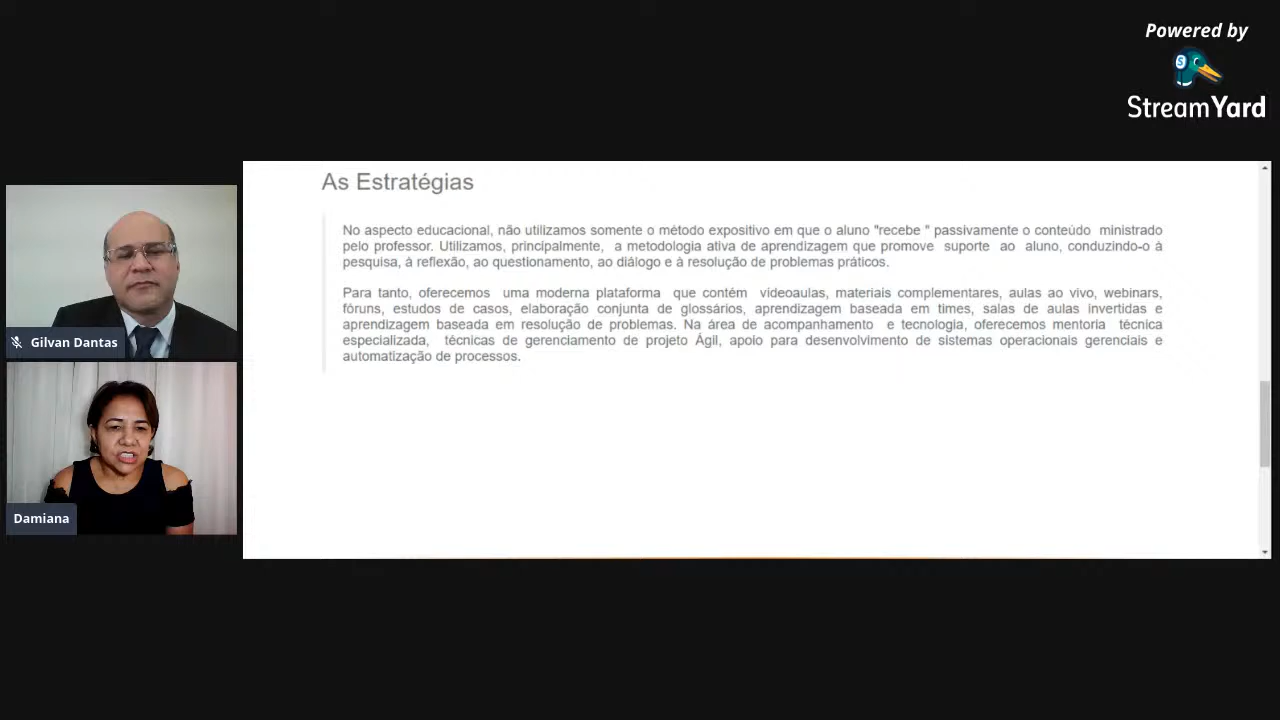 Powered by
StreamYard
As Estratégias
No aspecto educacional, não utilizamos somente o método expositivo em que o aluno "recebe " passivamente o conteúdo ministrado
pelo professor. Utilizamos, principalmente, a metodologia ativa de aprendizagem que promove suporte ao aluno, conduzindo-o à
pesquisa, à reflexão, ao questionamento, ao diálogo e à resolução de problemas práticos.
Para tanto, oferecemos uma moderna plataforma que contém videoaulas, materiais complementares, aulas ao vivo, webinars,
fóruns, estudos de casos, elaboração conjunta de glossários, aprendizagem baseada em times, salas de aulas invertidas e
aprendizagem baseada em resolução de problemas. Na área de acompanhamento e tecnologia, oferecemos mentoria técnica
especializada, técnicas de gerenciamento de projeto Ágil, apoio para desenvolvimento de sistemas operacionais gerenciais e
automatização de processos.
Gilvan Dantas
Damiana